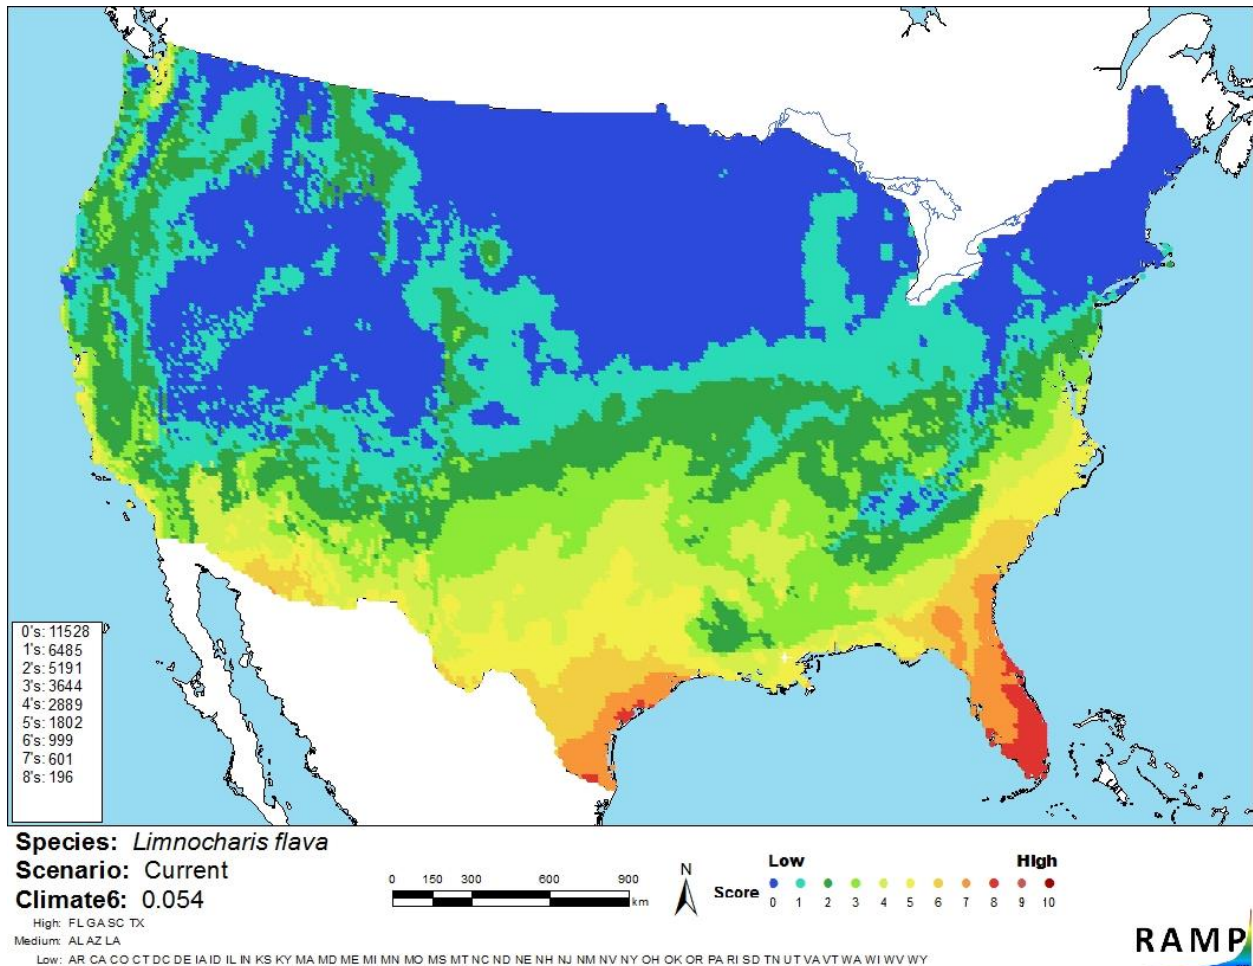 0's: 11528
1's: 6485
2's: 5191
3's: 3644
4's: 2889
5's: 1802
6's: 999
7's: 601
8's: 196
Species: Limnocharis flava
Scenario: Current
Climate6: 0.054
High: FL GA SC TX
Medium: AL AZ LA
Low: AR CA CO CT DC DE IA ID IL IN KS KY MA MD ME MI MN MO MS MT NC ND NE NH NJ NM NV NY OH OK OR PA RI SD TN UT VA VT WA WI WV WY
0 150 300 600 900
km
N
Low High
Score
0 1 2 3 4 5 6 7 8 9 10
RAMP